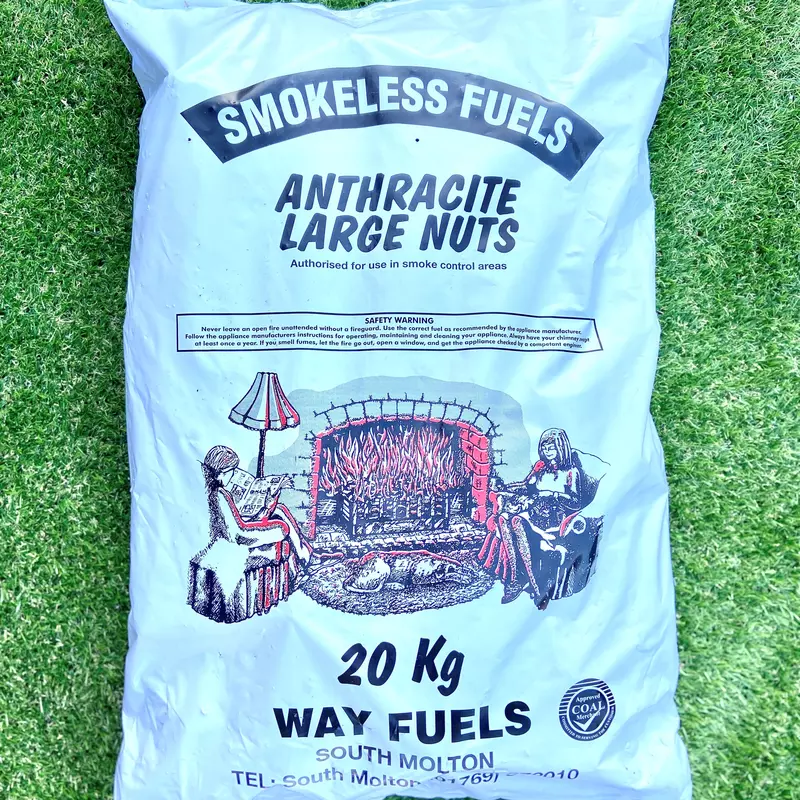 SMOKELESS FUELS
ANTHRACITE
LARGE NUTS
Authorised for use in smoke control areas
SAFETY WARNING
Never leave an open fire unattended without a fireguard. Use the correct fuel as recommended by the appliance manufacturer.
Follow the appliance manufacturers instructions for operating, maintaining and cleaning your appliance. Always have your chimney swept
at least once a year. If you smell fumes, let the fire go out, open a window, and get the appliance checked by a competent engineer.
20 Kg
WAY FUELS
Approved
COAL
Merchant
SOUTH MOLTON
TEL: South Molton